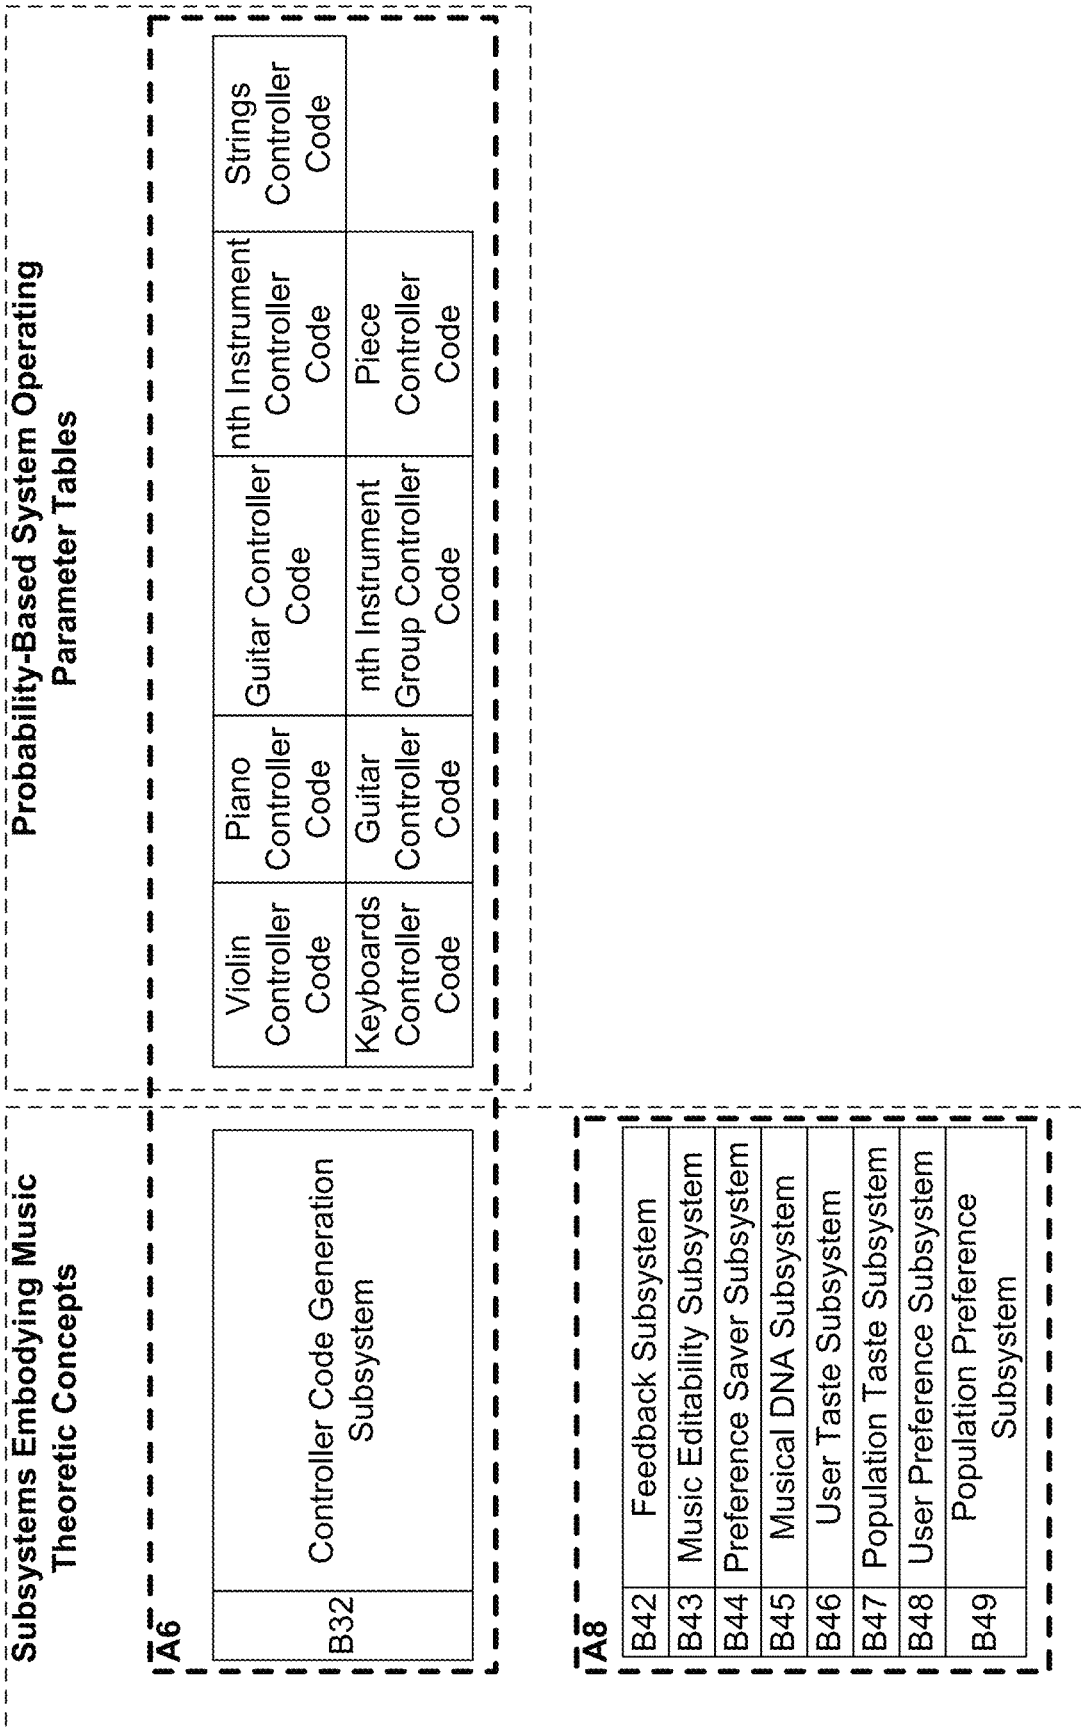 Subsystems Embodying Music
Theoretic Concepts
Probability-Based System Operating
Parameter Tables
A6
B32
Controller Code Generation
Subsystem
Violin
Controller
Code
Piano
Controller
Code
Guitar Controller
Code
nth Instrument
Controller
Code
Strings
Controller
Code
Keyboards
Controller
Code
Guitar
Controller
Code
nth Instrument
Group Controller
Code
Piece
Controller
Code
A8
B42 Feedback Subsystem
B43 Music Editability Subsystem
B44 Preference Saver Subsystem
B45 Musical DNA Subsystem
B46 User Taste Subsystem
B47 Population Taste Subsystem
B48 User Preference Subsystem
B49 Population Preference
Subsystem